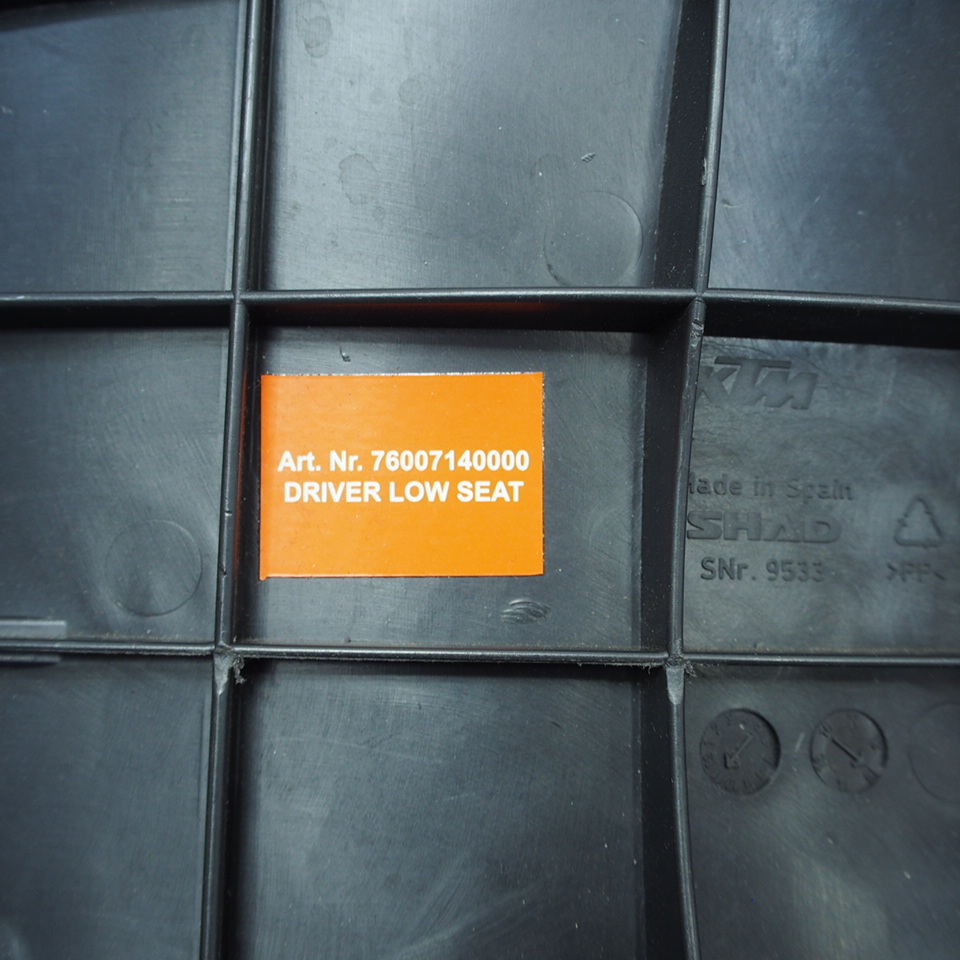 Art. Nr. 76007140000
DRIVER LOW SEAT
KTM
Made in Spain
SHAD
SNr. 9533
>PP<